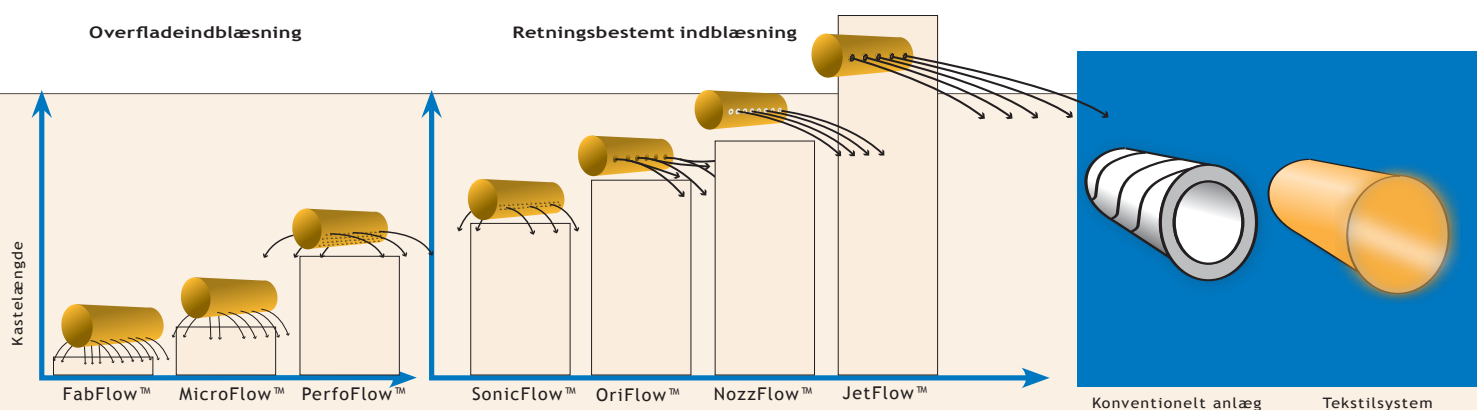 Overfladeindblæsning
Retningsbestemt indblæsning
Kastelængde
FabFlow™
MicroFlow™
PerfoFlow™
SonicFlow™
OriFlow™
NozzFlow™
JetFlow™
Konventionelt anlæg
Tekstilsystem